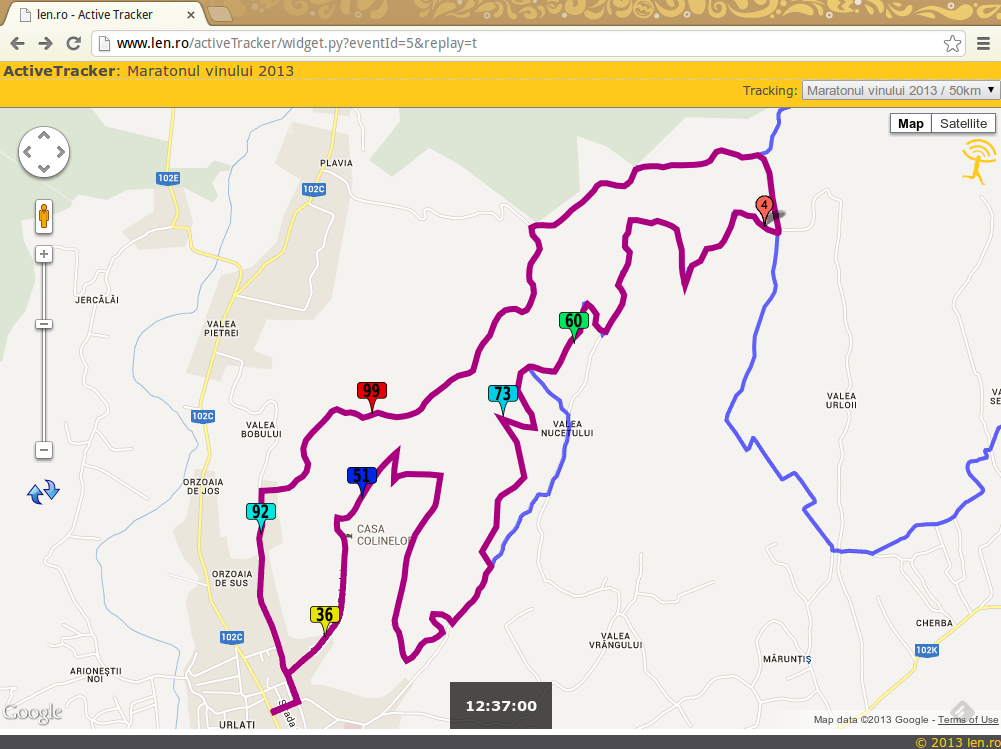 len.ro - Active Tracker
www.len.ro/activeTracker/widget.py?eventId=5&replay=t
ActiveTracker: Maratonul vinului 2013
Tracking: Maratonul vinului 2013 / 50km
Map Satellite
PLAVIA
102E
102C
4
JERCĂLĂI
VALEA
PIETREI
60
99
73
VALEA
URLOII
102C
VALEA
BOBULUI
VALEA
NUCETULUI
51
ORZOAIA
DE JOS
92
CASA
COLINELOR
ORZOAIA
DE SUS
36
102C
CHERBA
VALEA
VRÂNGULUI
102K
MĂRUNȚIȘ
ARIONEȘTII
NOI
Strada
12:37:00
Google
URLATI
Map data ©2013 Google - Terms of Use
© 2013 len.ro